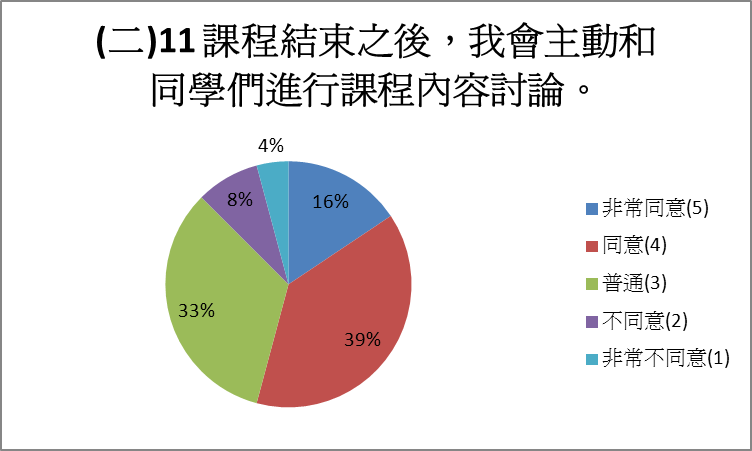 (二)11 課程結束之後，我會主動和
同學們進行課程內容討論。
4%
16%
8%
33%
39%
非常同意(5)
同意(4)
普通(3)
不同意(2)
非常不同意(1)